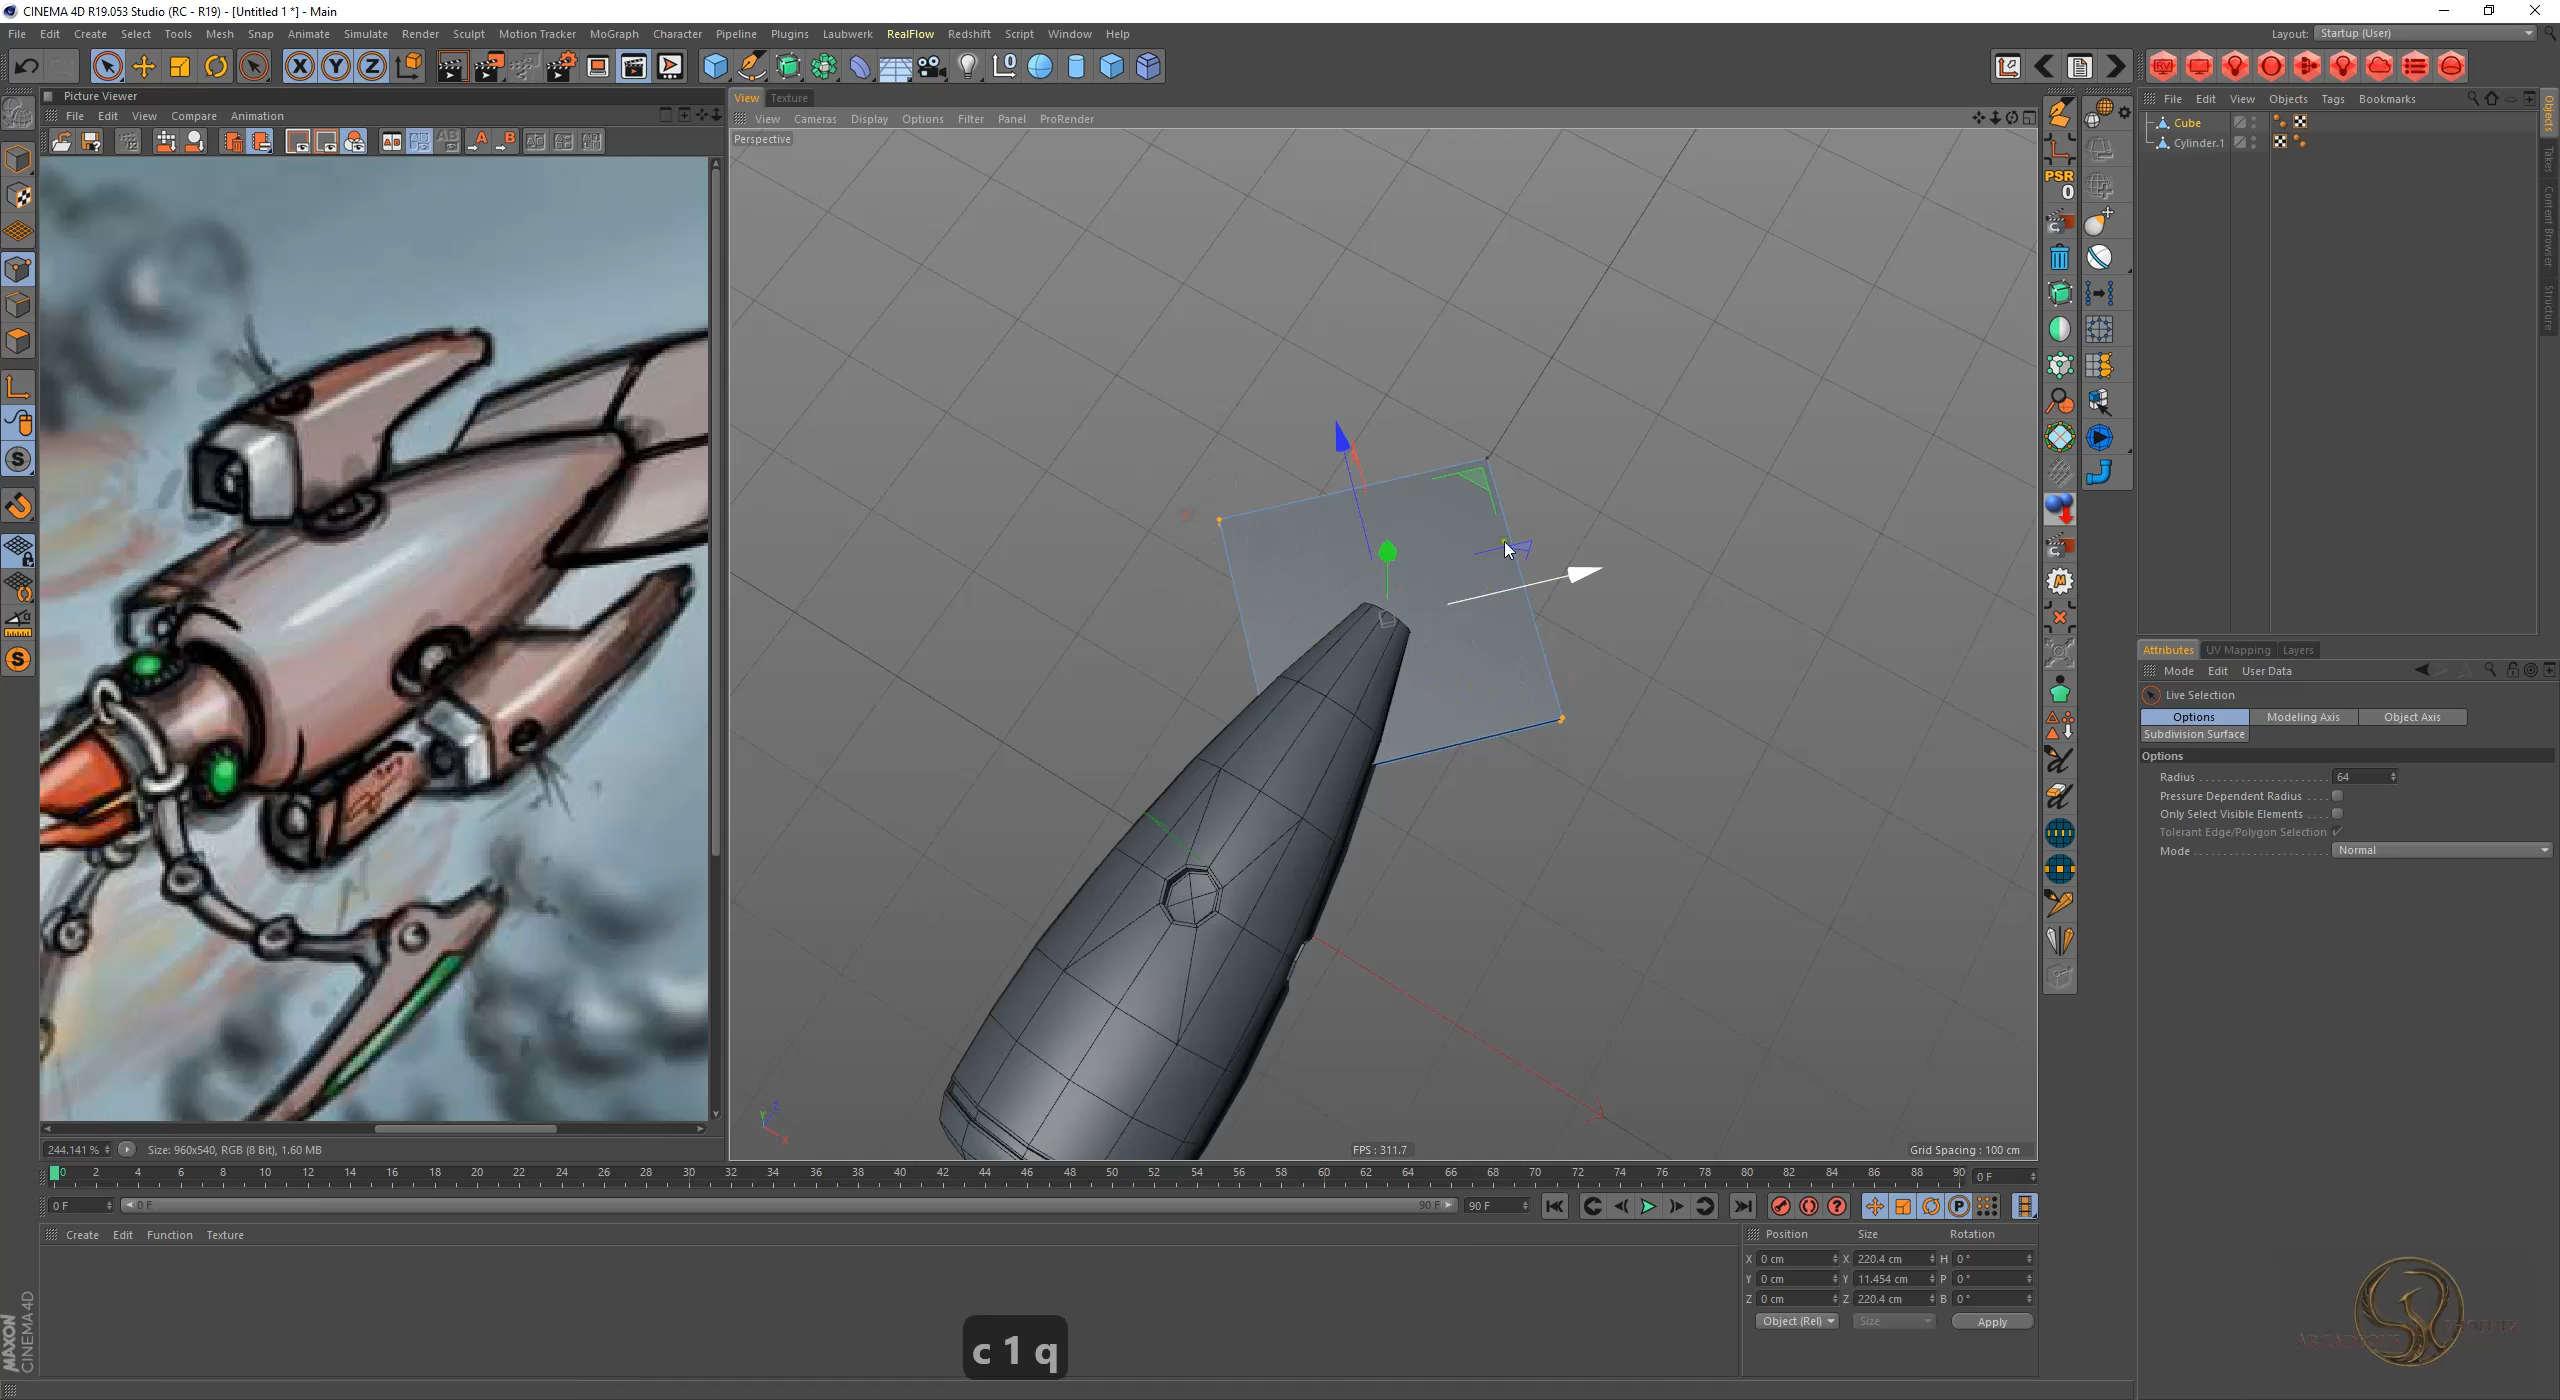 CINEMA 4D R19.053 Studio (RC - R19) - [Untitled 1 *] - Main
File Edit Create Select Tools Mesh Snap Animate Simulate Render Sculpt Motion Tracker MoGraph Character Pipeline Plugins Laubwerk RealFlow Redshift Script Window Help
Layout: Startup (User)
Picture Viewer
File Edit View Compare Animation
View Texture
View Cameras Display Options Filter Panel ProRender
Perspective
File Edit View Objects Tags Bookmarks
Cube
Cylinder.1
Objects
Takes
Content Browser
Structure
PSR
0
Attributes UV Mapping Layers
Mode Edit User Data
Live Selection
Options Modeling Axis Object Axis
Subdivision Surface
Options
Radius 64
Pressure Dependent Radius
Only Select Visible Elements
Tolerant Edge/Polygon Selection
Mode Normal
FPS : 311.7
Grid Spacing : 100 cm
244.141 % Size: 960x540, RGB (8 Bit), 1.60 MB
0 2 4 6 8 10 12 14 16 18 20 22 24 26 28 30 32 34 36 38 40 42 44 46 48 50 52 54 56 58 60 62 64 66 68 70 72 74 76 78 80 82 84 86 88 90 0 F
0 F 0 F 90 F 90 F
Create Edit Function Texture
Position Size Rotation
X 0 cm X 220.4 cm H 0 °
Y 0 cm Y 11.454 cm P 0 °
Z 0 cm Z 220.4 cm B 0 °
Object (Rel) Size Apply
c 1 q
MAXON
CINEMA 4D